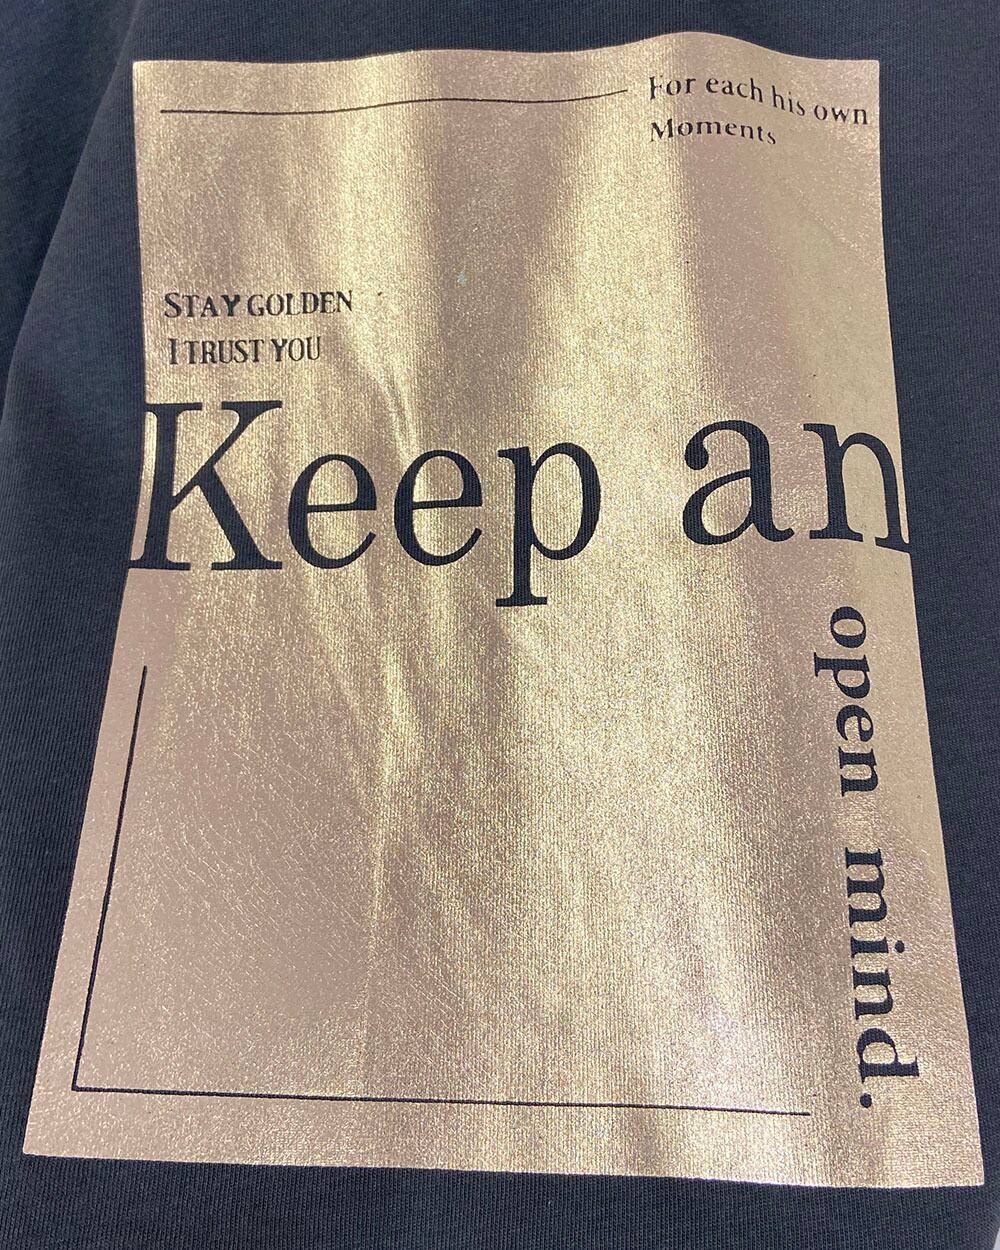 For each his own
Moments
STAY GOLDEN
I TRUST YOU
Keep an
open mind.